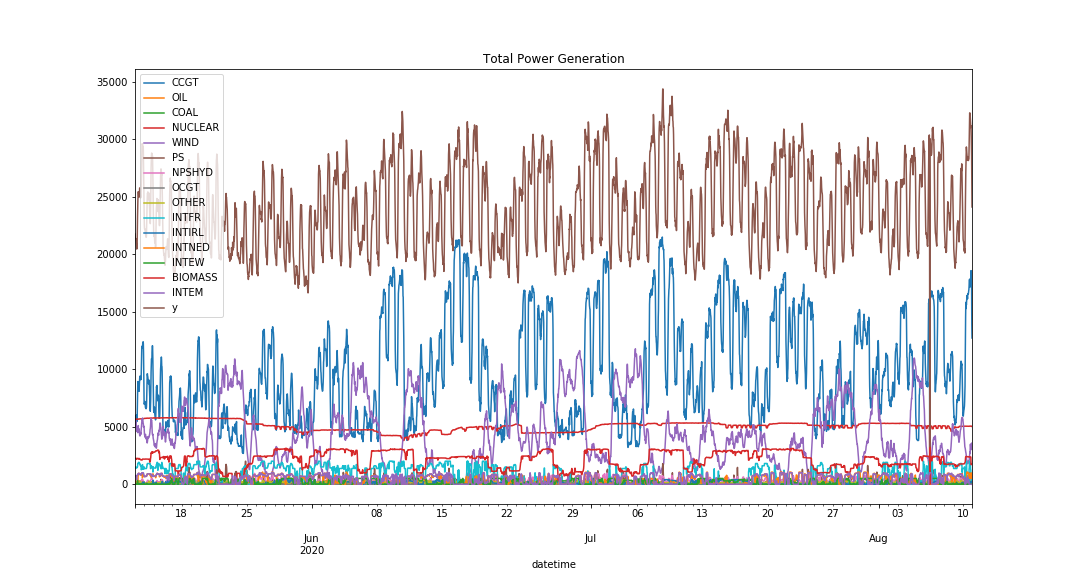 Total Power Generation
35000
30000
25000
20000
15000
10000
5000
0
CCGT
OIL
COAL
NUCLEAR
WIND
PS
NPSHYD
OCGT
OTHER
INTFR
INTIRL
INTNED
INTEW
BIOMASS
INTEM
y
18 25 08 15 22 29 06 13 20 27 03 10
Jun Jul Aug
2020
datetime